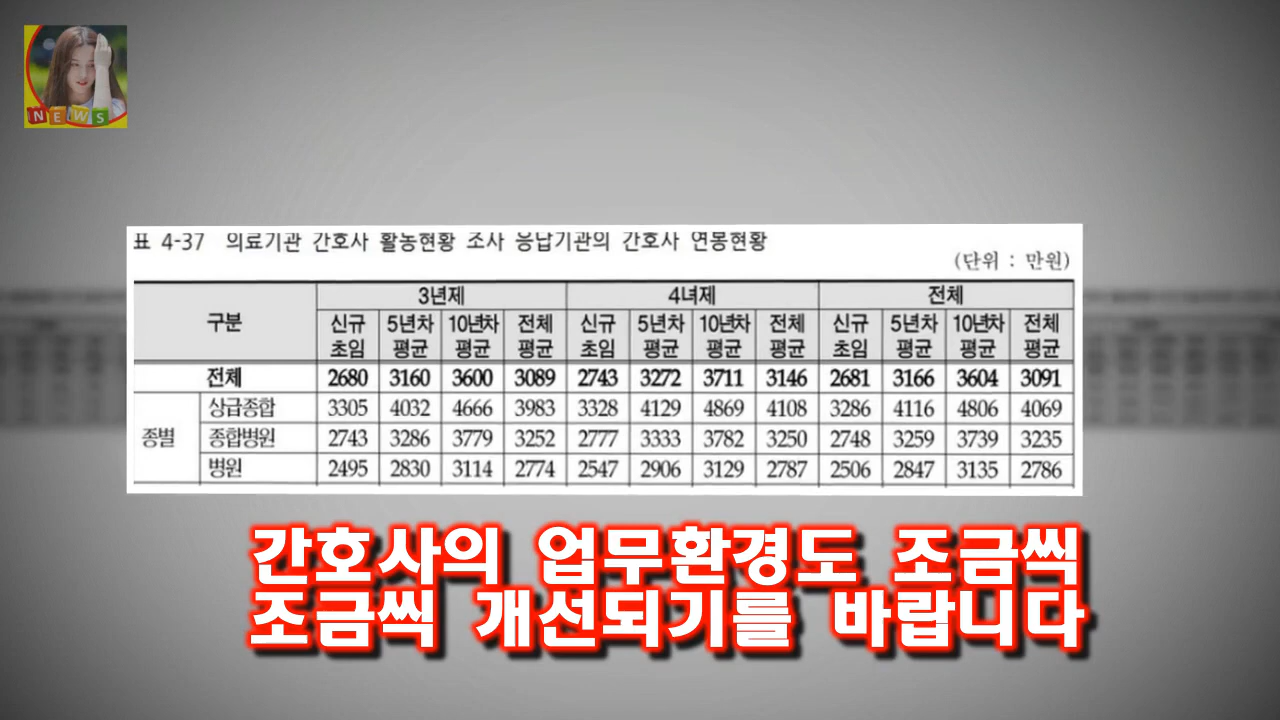 NEWS
표 4-37 의료기관 간호사 활동현황 조사 응답기관의 간호사 연봉현황
(단위 : 만원)
구분 3년제 4녀제 전체
신규 초임 5년차 평균 10년차 평균 전체 평균 신규 초임 5년차 평균 10년차 평균 전체 평균 신규 초임 5년차 평균 10년차 평균 전체 평균
전체 2680 3160 3600 3089 2743 3272 3711 3146 2681 3166 3604 3091
종별 상급종합 3305 4032 4666 3983 3328 4129 4869 4108 3286 4116 4806 4069
종합병원 2743 3286 3779 3252 2777 3333 3782 3250 2748 3259 3739 3235
병원 2495 2830 3114 2774 2547 2906 3129 2787 2506 2847 3135 2786
간호사의 업무환경도 조금씩
조금씩 개선되기를 바랍니다